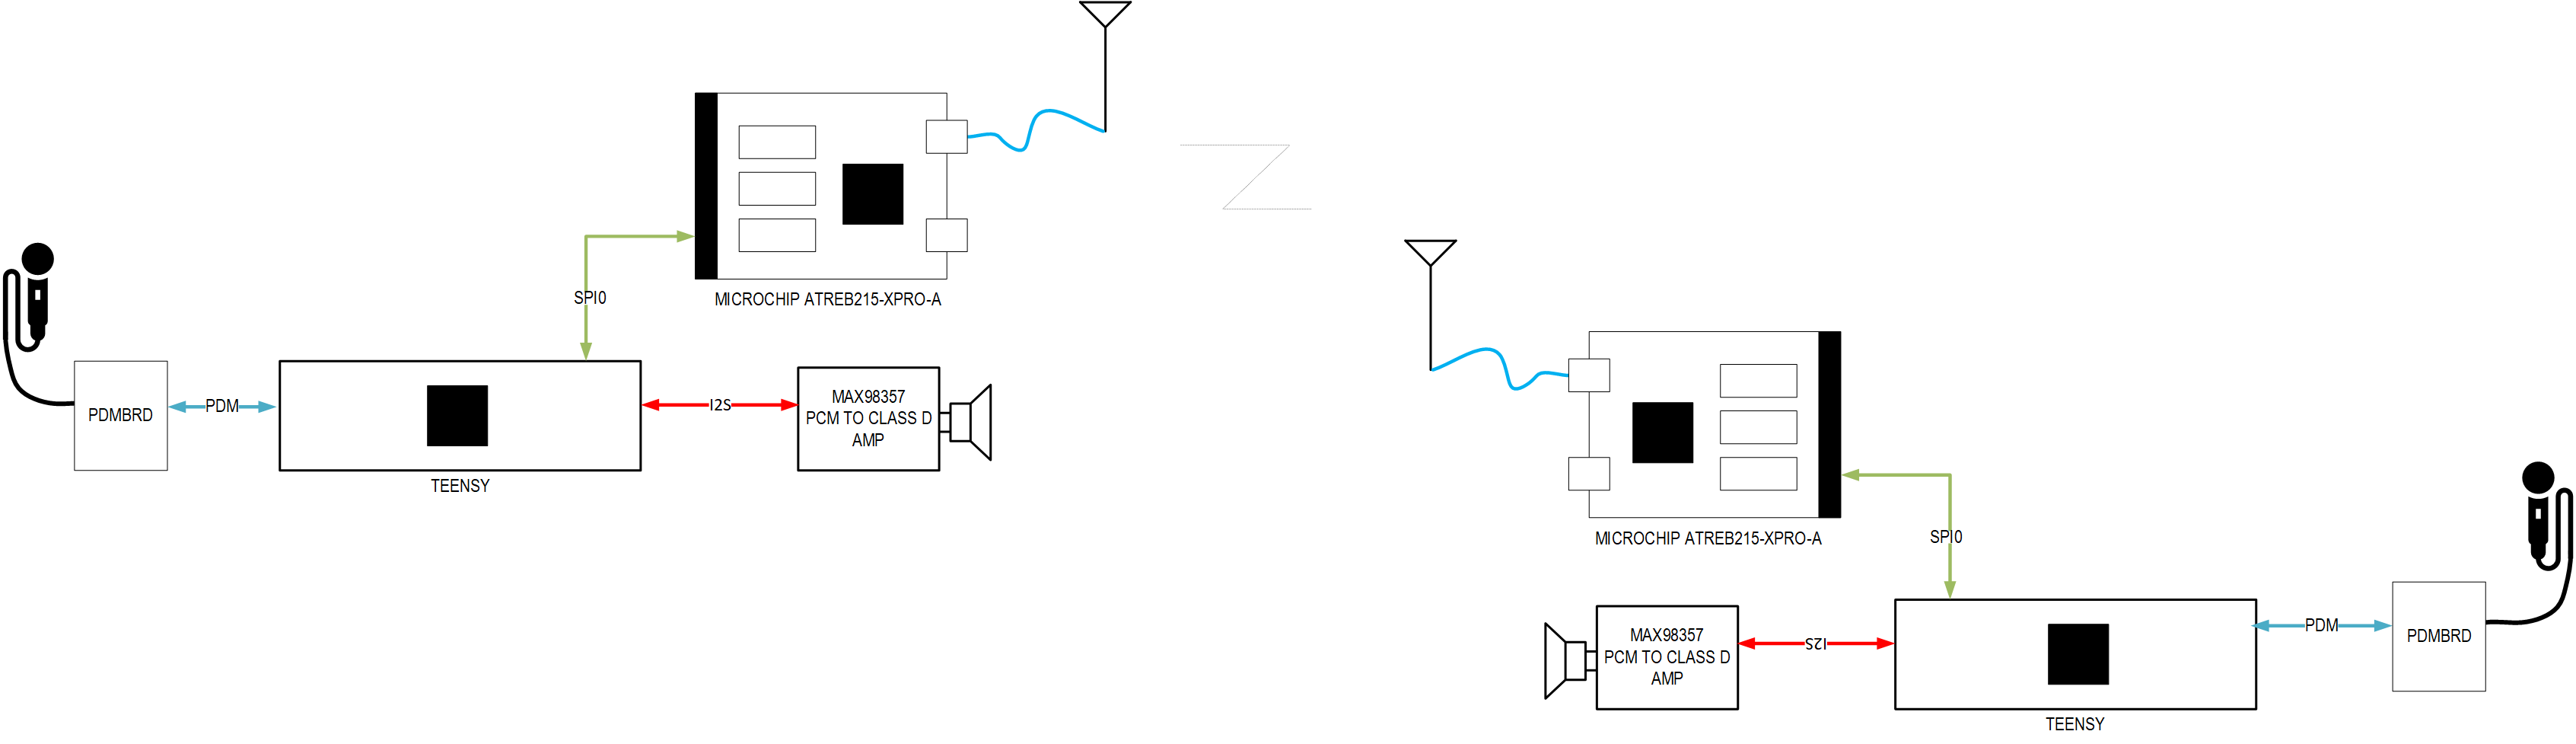 SPI0
MICROCHIP ATREB215-XPRO-A
PDMBRD
PDM
I2S
MAX98357
PCM TO CLASS D
AMP
TEENSY
MICROCHIP ATREB215-XPRO-A
SPI0
MAX98357
PCM TO CLASS D
AMP
I2S
PDM
PDMBRD
TEENSY